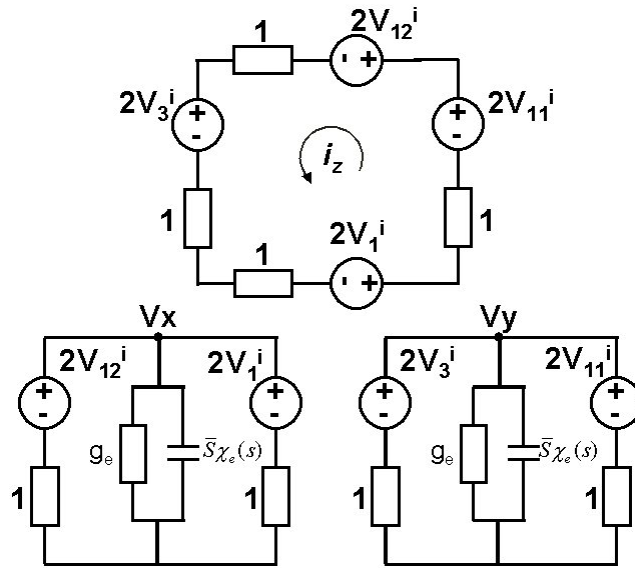 1
- +
2V₁₂ⁱ
2V₃ⁱ
+
-
2V₁₁ⁱ
+
-
i_z
1
1
1
2V₁ⁱ
- +
Vx
2V₁₂ⁱ
+
-
2V₁ⁱ
+
-
gₑ
S̅χₑ(s)
1
1
Vy
2V₃ⁱ
+
-
2V₁₁ⁱ
+
-
gₑ
S̅χₑ(s)
1
1